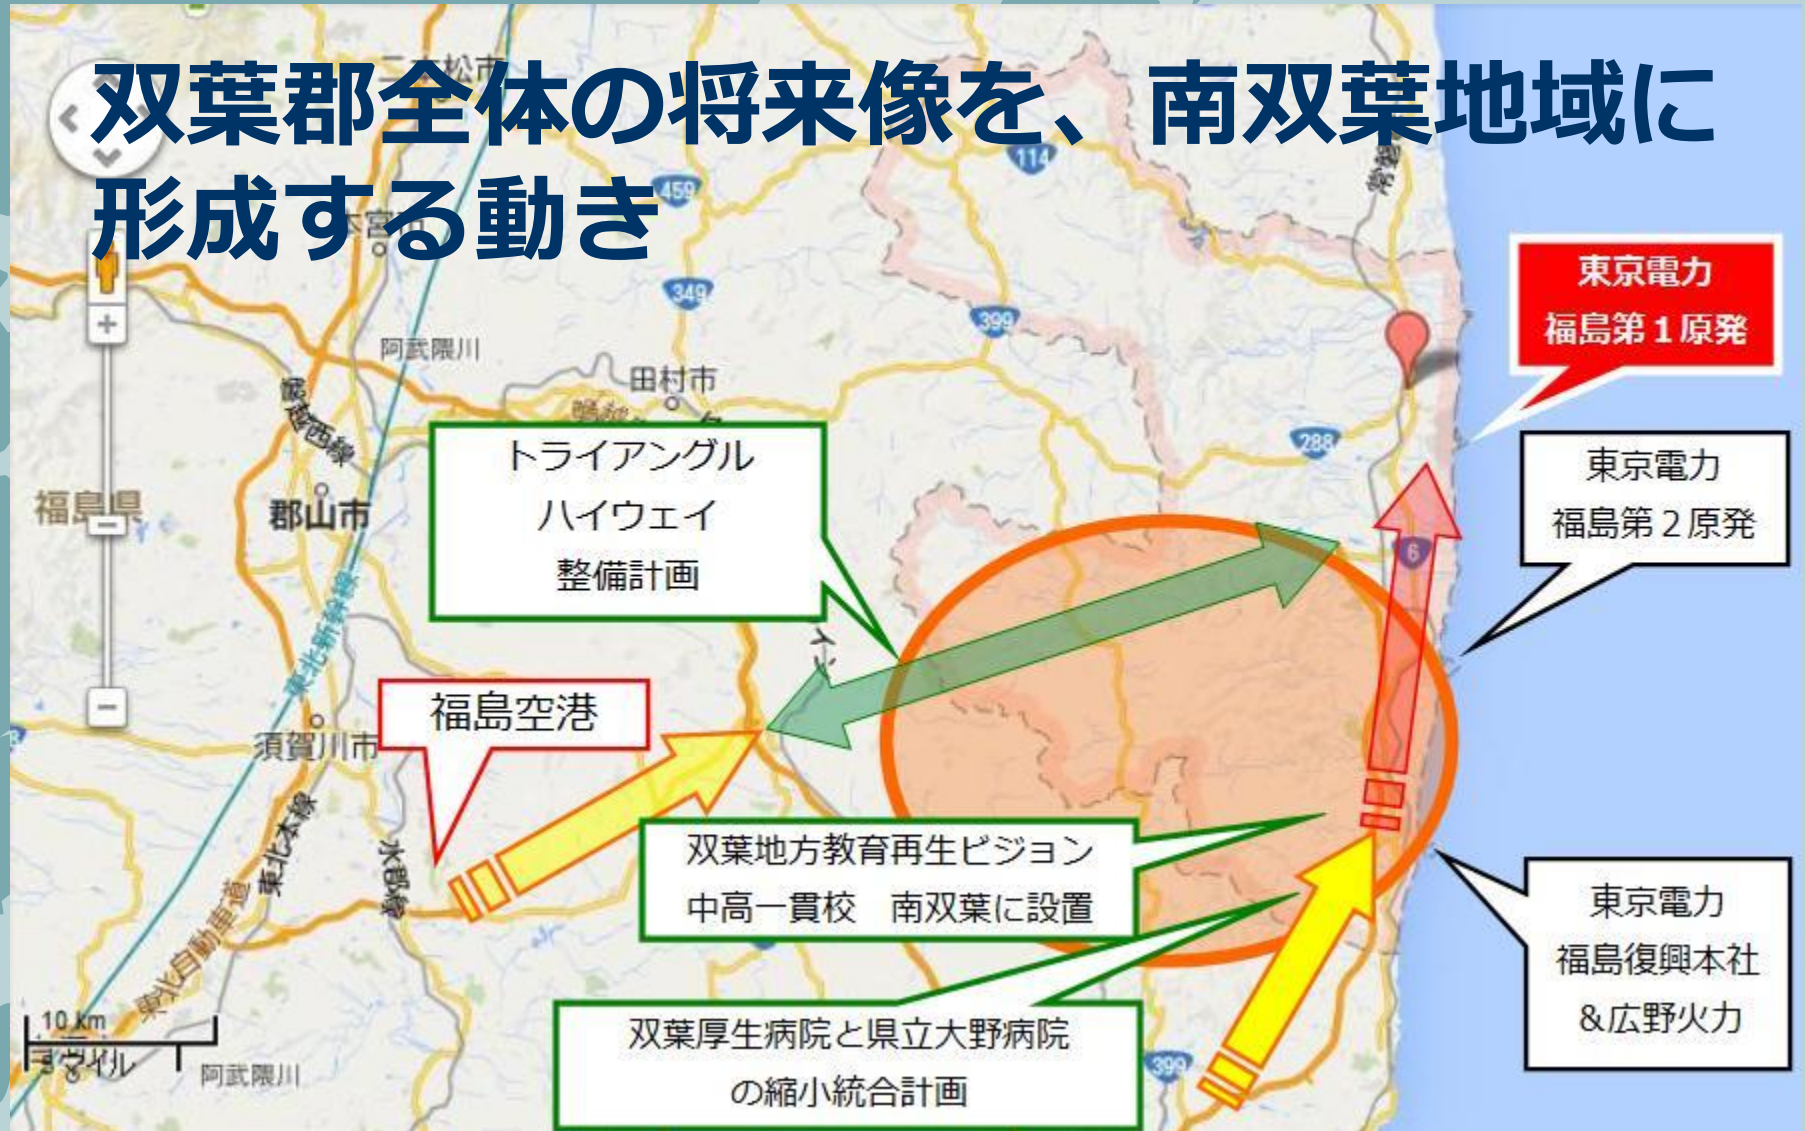 双葉郡全体の将来像を、南双葉地域に
形成する動き
二本松市
114
459
本宮市
349
399
阿武隈川
田村市
東京電力
福島第1原発
288
東京電力
福島第2原発
トライアングル
ハイウェイ
整備計画
福島県
郡山市
6
東北新幹線
福島空港
須賀川市
双葉地方教育再生ビジョン
中高一貫校 南双葉に設置
東北本線
水郡線
東北自動車道
東京電力
福島復興本社
&広野火力
双葉厚生病院と県立大野病院
の縮小統合計画
399
10 km
阿武隈川